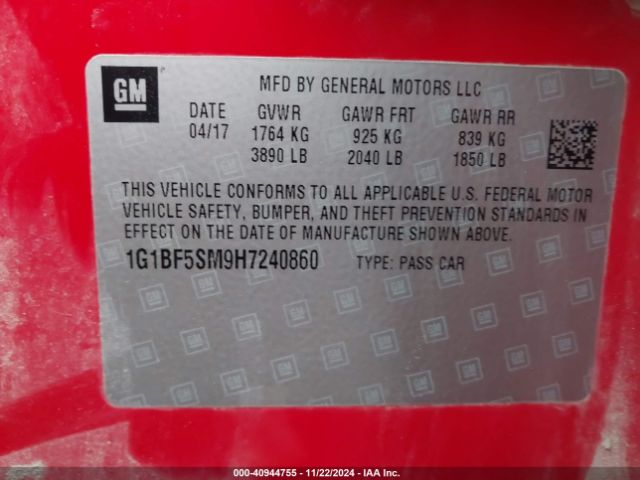 GM
MFD BY GENERAL MOTORS LLC
DATE GVWR GAWR FRT GAWR RR
04/17 1764 KG 925 KG 839 KG
3890 LB 2040 LB 1850 LB
THIS VEHICLE CONFORMS TO ALL APPLICABLE U.S. FEDERAL MOTOR
VEHICLE SAFETY, BUMPER, AND THEFT PREVENTION STANDARDS IN
EFFECT ON THE DATE OF MANUFACTURE SHOWN ABOVE.
1G1BF5SM9H7240860 TYPE: PASS CAR
000-40944755 - 11/22/2024 - IAA Inc.